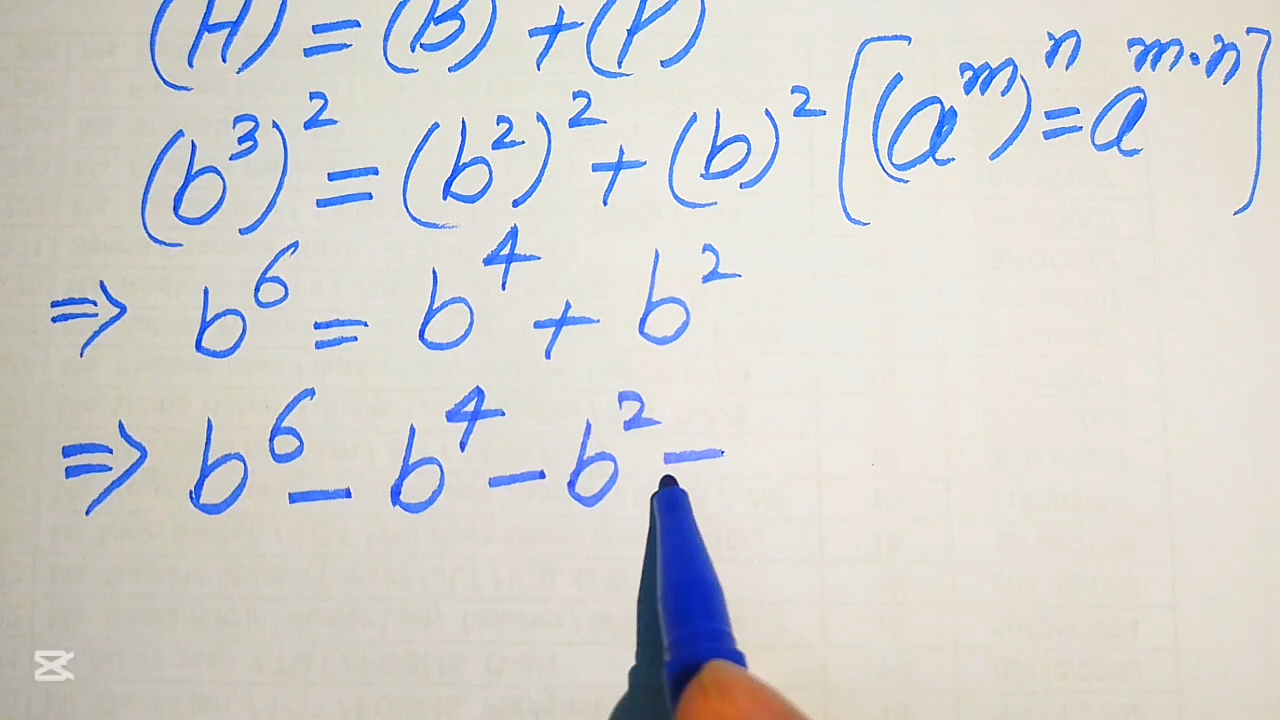 (H) = (B) + (P)
(b³)² = (b²)² + (b)² [(aᵐ)ⁿ = aᵐ·ⁿ]
⇒ b⁶ = b⁴ + b²
⇒ b⁶ - b⁴ - b² -